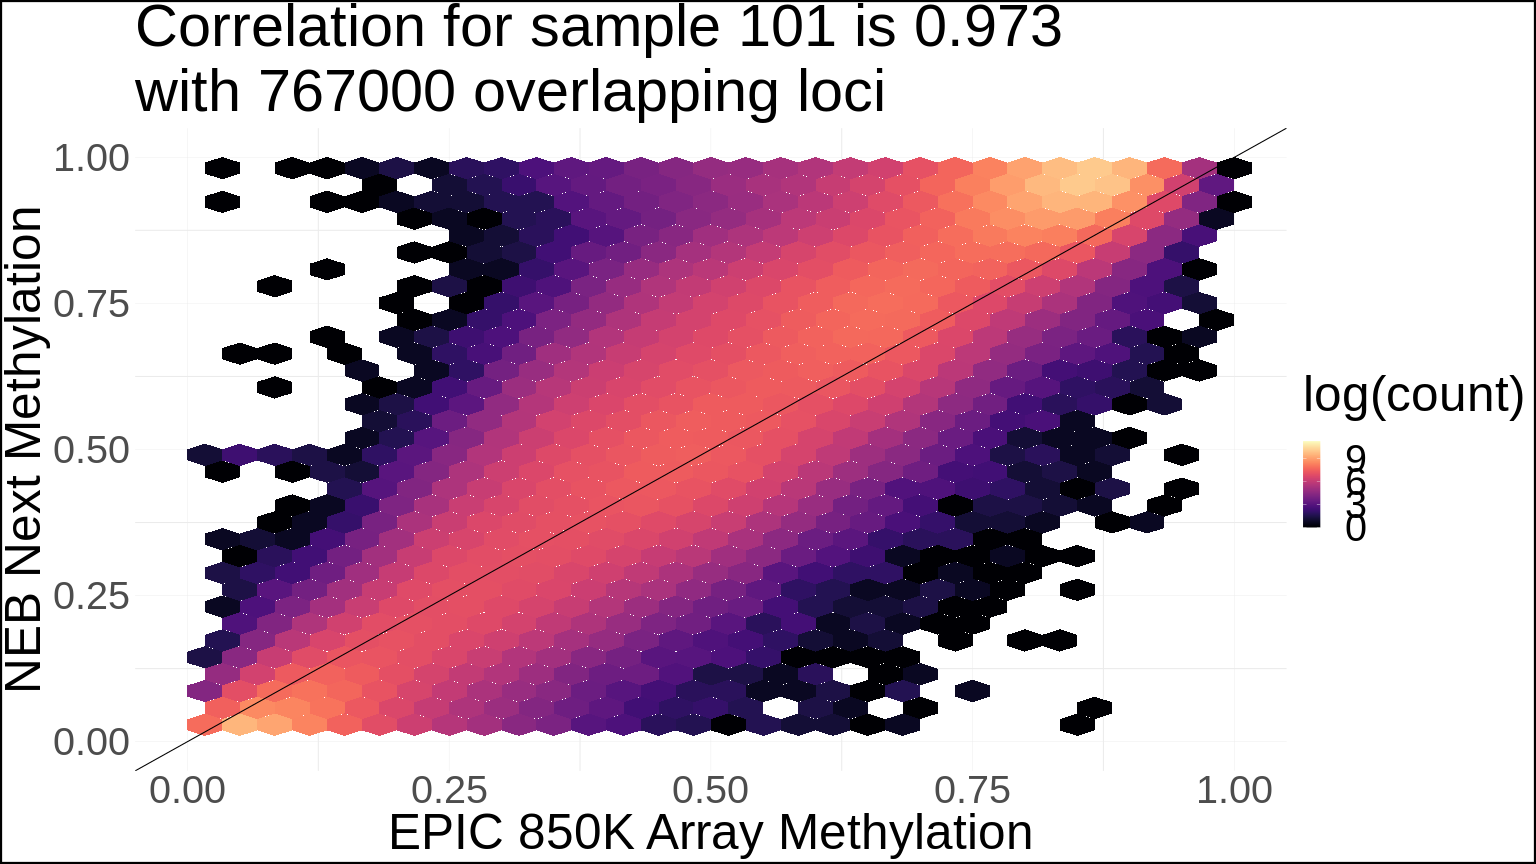 Correlation for sample 101 is 0.973
with 767000 overlapping loci
NEB Next Methylation
1.00
0.75
0.50
0.25
0.00
0.00 0.25 0.50 0.75 1.00
EPIC 850K Array Methylation
log(count)
9
6
3
0